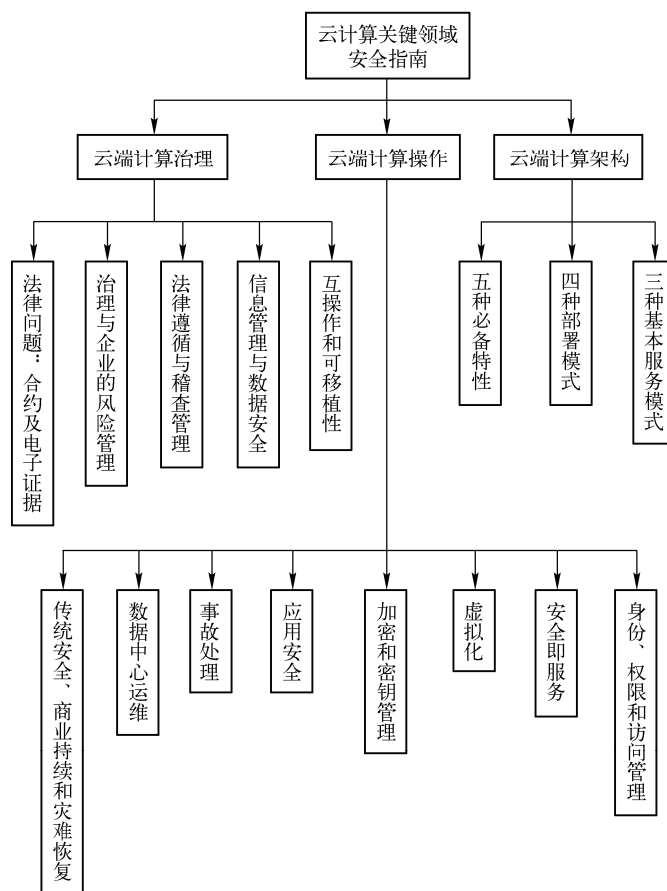 云计算关键领域
安全指南
云端计算治理
云端计算操作
云端计算架构
法律问题：合约及电子证据
治理与企业的风险管理
法律遵循与稽查管理
信息管理与数据安全
互操作和可移植性
五种必备特性
四种部署模式
三种基本服务模式
传统安全、商业持续和灾难恢复
数据中心运维
事故处理
应用安全
加密和密钥管理
虚拟化
安全即服务
身份、权限和访问管理